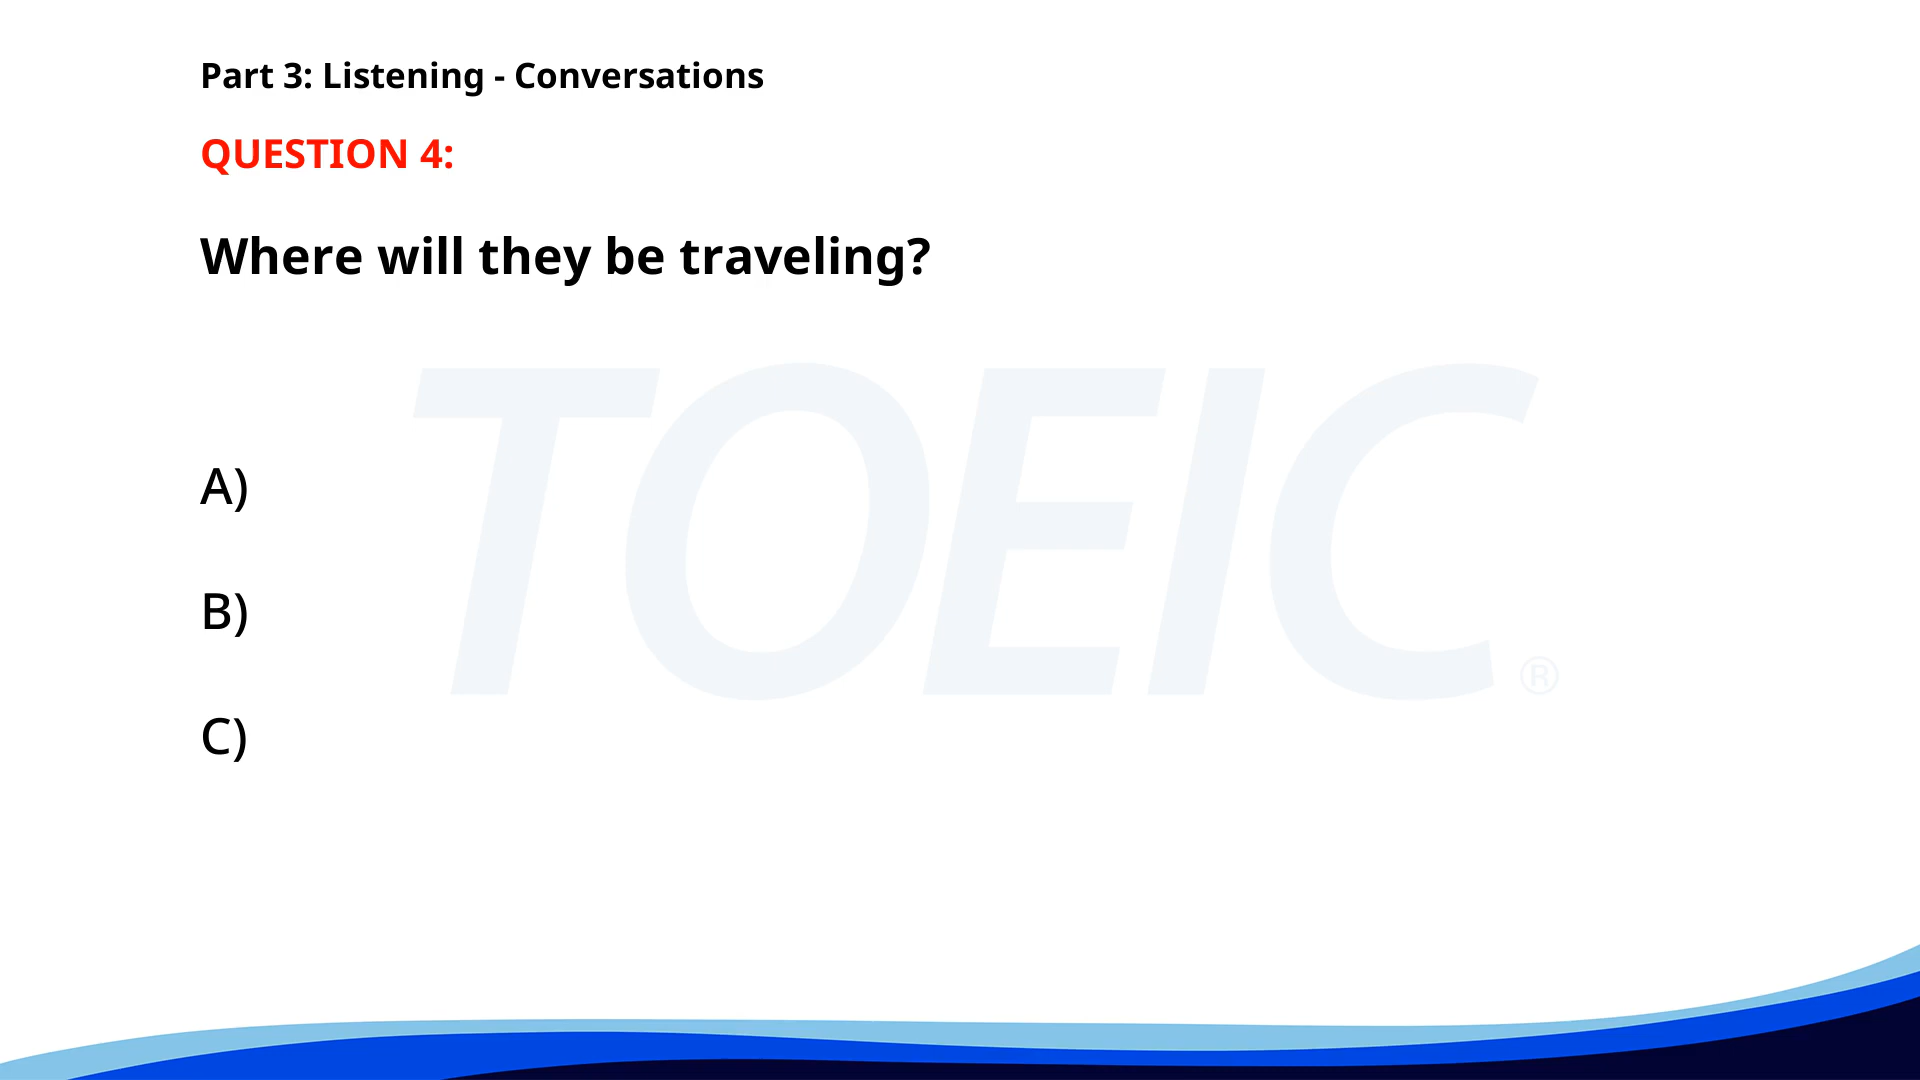 Part 3: Listening - Conversations
QUESTION 4:
Where will they be traveling?
TOEIC®
A)
B)
C)